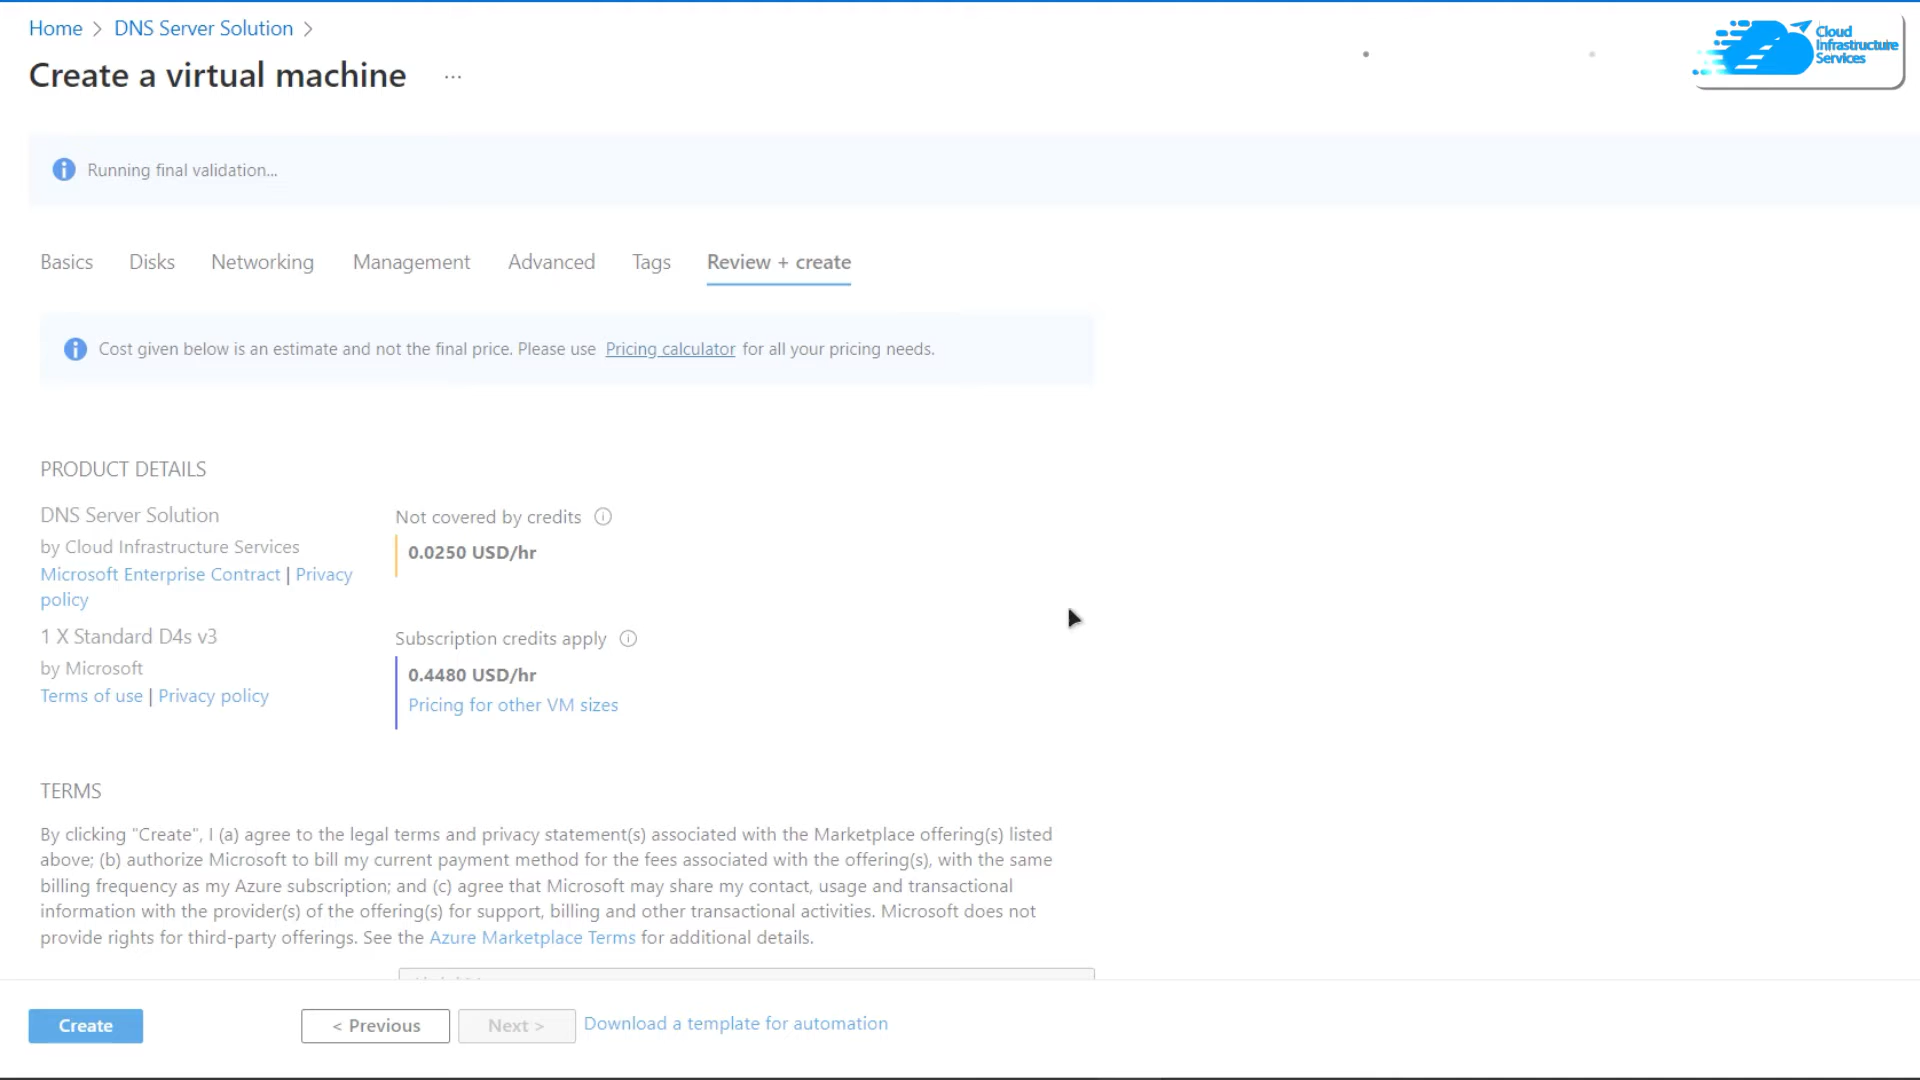 Home > DNS Server Solution >
Cloud
Infrastructure
Services
Create a virtual machine ...
Running final validation...
Basics Disks Networking Management Advanced Tags Review + create
Cost given below is an estimate and not the final price. Please use Pricing calculator for all your pricing needs.
PRODUCT DETAILS
DNS Server Solution
by Cloud Infrastructure Services
Microsoft Enterprise Contract | Privacy
policy
Not covered by credits
0.0250 USD/hr
1 X Standard D4s v3
by Microsoft
Terms of use | Privacy policy
Subscription credits apply
0.4480 USD/hr
Pricing for other VM sizes
TERMS
By clicking "Create", I (a) agree to the legal terms and privacy statement(s) associated with the Marketplace offering(s) listed
above; (b) authorize Microsoft to bill my current payment method for the fees associated with the offering(s), with the same
billing frequency as my Azure subscription; and (c) agree that Microsoft may share my contact, usage and transactional
information with the provider(s) of the offering(s) for support, billing and other transactional activities. Microsoft does not
provide rights for third-party offerings. See the Azure Marketplace Terms for additional details.
Create < Previous Next > Download a template for automation